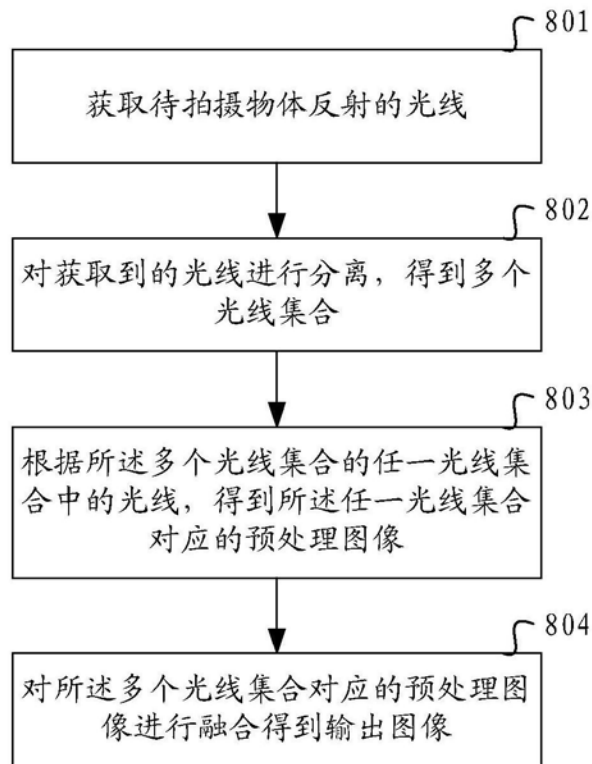 801
获取待拍摄物体反射的光线
802
对获取到的光线进行分离，得到多个
光线集合
803
根据所述多个光线集合的任一光线集
合中的光线，得到所述任一光线集合
对应的预处理图像
804
对所述多个光线集合对应的预处理图
像进行融合得到输出图像